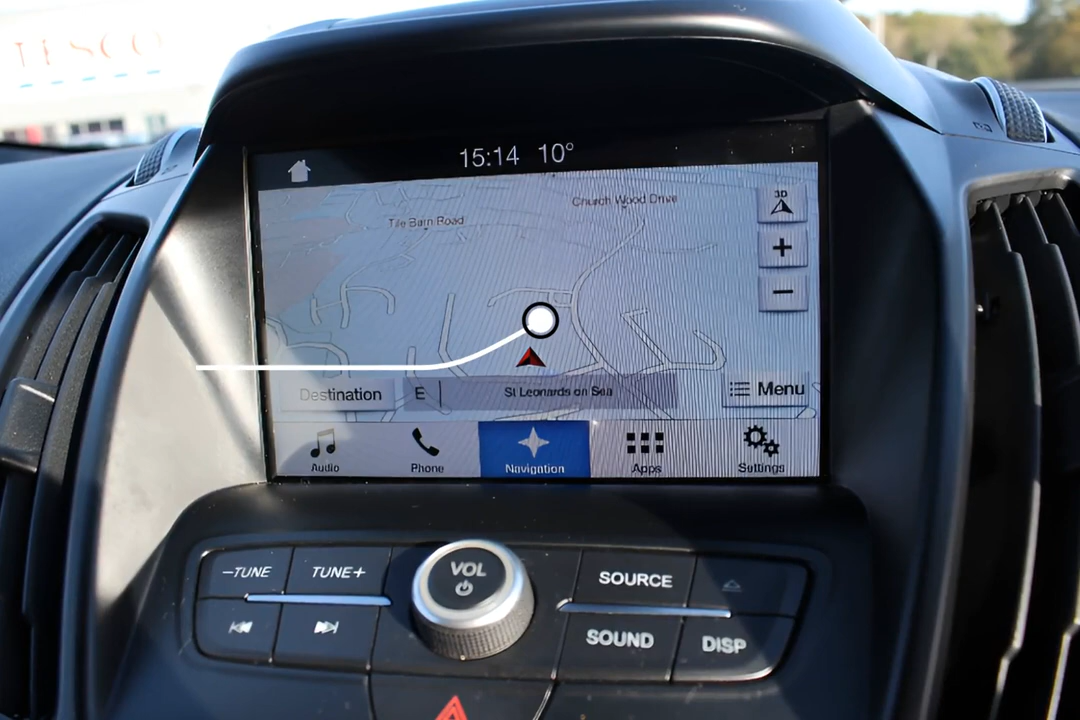 TESCO
15:14 10°
Church Wood Drive
Tile Barn Road
3D
+
−
Destination
E
St Leonards on Sea
Menu
Audio
Phone
Navigation
Apps
Settings
−TUNE
TUNE+
VOL
SOURCE
SOUND
DISP